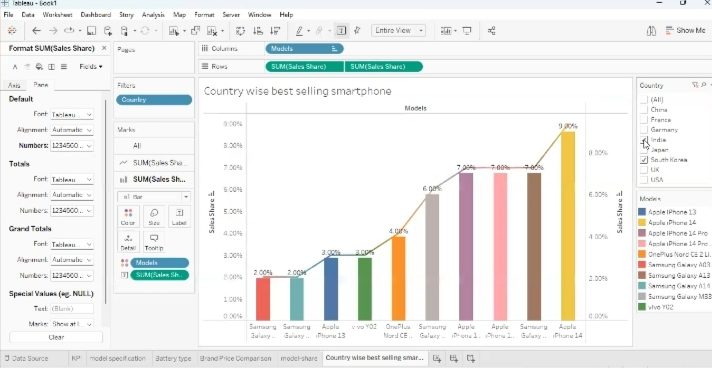 Tableau - Book1
File Data Worksheet Dashboard Story Analysis Map Format Server Window Help
Entire View
Show Me
Format SUM(Sales Share)
Fields
Axis Pane
Default
Font: Tableau...
Alignment: Automatic
Numbers: 1234560...
Totals
Font: Tableau...
Alignment: Automatic
Numbers: 1234560...
Grand Totals
Font: Tableau...
Alignment: Automatic
Numbers: 1234560...
Special Values (eg. NULL)
Text: (Blank)
Marks: Show at I...
Clear
Pages
Filters
Country
Marks
All
SUM(Sales Sha...
SUM(Sales Sh...
Bar
Color Size Label
Detail Tooltip
Models
SUM(Sales Sh...
Columns Models
Rows SUM(Sales Share) SUM(Sales Share)
Country wise best selling smartphone
Models
9.00%
8.00%
7.00%
6.00%
5.00%
4.00%
3.00%
2.00%
1.00%
0.00%
Sales Share
2.00% 2.00% 3.00% 3.00% 4.00% 6.00% 7.00% 7.00% 7.00% 9.00%
8.00%
6.00%
4.00%
2.00%
0.00%
Sales Share
Samsung Galaxy ..
Samsung Galaxy ..
Apple iPhone 13
vivo Y02
OnePlus Nord CE ..
Samsung Galaxy ..
Apple iPhone 1..
Apple iPhone 1..
Samsung Galaxy ..
Apple iPhone 14
Country
(All)
China
France
Germany
India
Japan
South Korea
UK
USA
Models
Apple iPhone 13
Apple iPhone 14
Apple iPhone 14 Pro
Apple iPhone 14 Pro
OnePlus Nord CE 2 Li..
Samsung Galaxy A03
Samsung Galaxy A13
Samsung Galaxy A14
Samsung Galaxy M33
vivo Y02
Data Source KPI model specification Battery type Brand-Price Comparison model-share Country wise best selling smar...